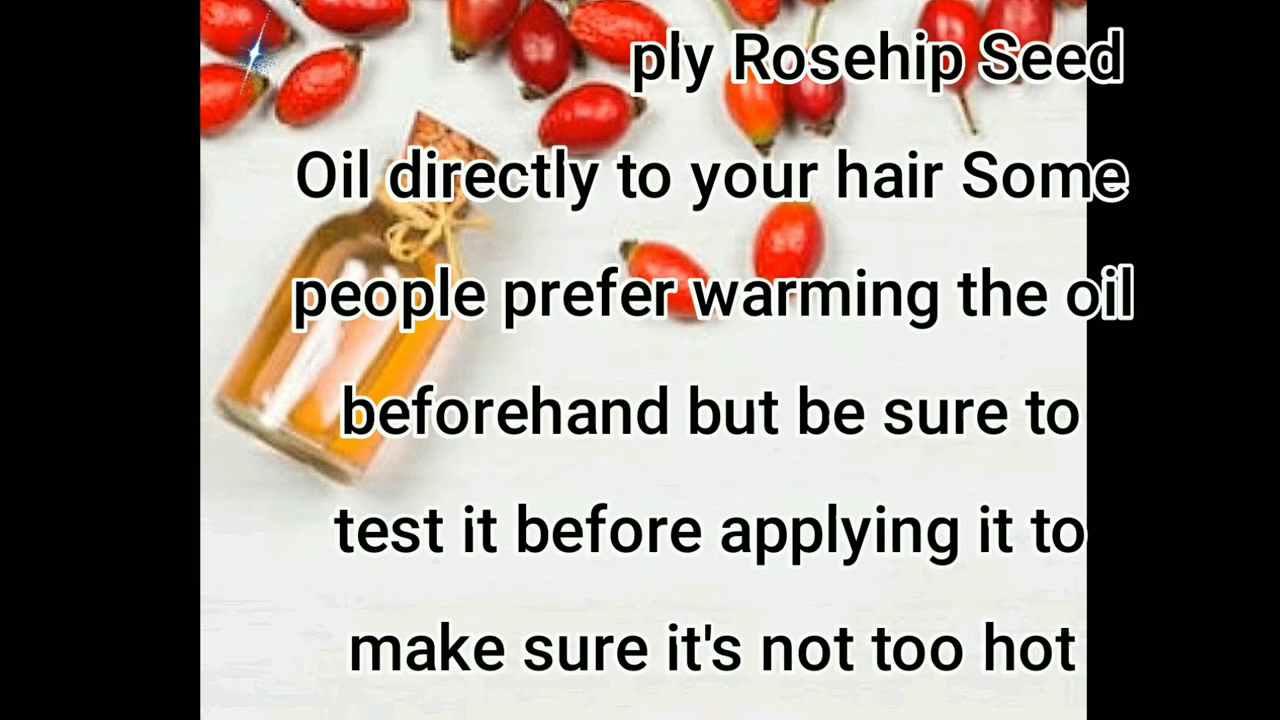 ply Rosehip Seed
Oil directly to your hair Some
people prefer warming the oil
beforehand but be sure to
test it before applying it to
make sure it's not too hot